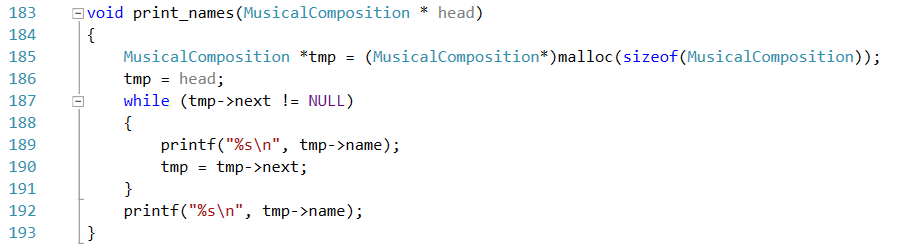 183 void print_names(MusicalComposition * head)
184 {
185     MusicalComposition *tmp = (MusicalComposition*)malloc(sizeof(MusicalComposition));
186     tmp = head;
187     while (tmp->next != NULL)
188     {
189         printf("%s\n", tmp->name);
190         tmp = tmp->next;
191     }
192     printf("%s\n", tmp->name);
193 }